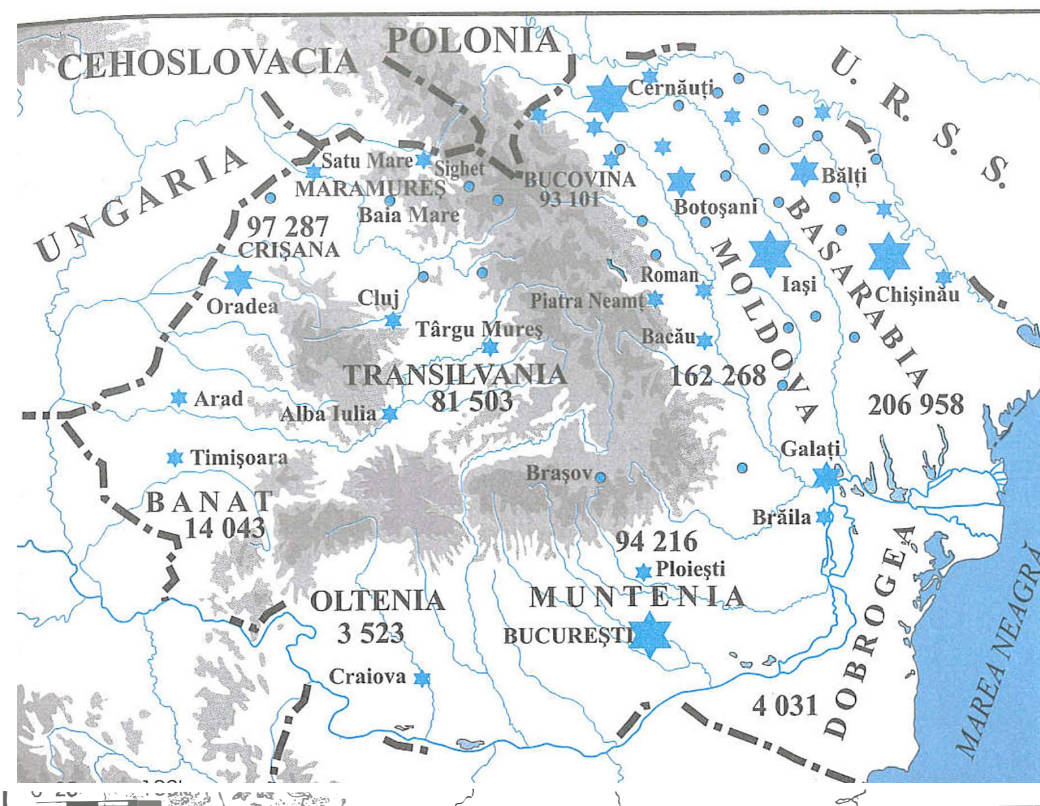 POLONIA
CEHOSLOVACIA
U. R. S. S.
UNGARIA
Cernăuți
Satu Mare
Sighet
MARAMUREȘ
Baia Mare
BUCOVINA
93 101
Bălți
Botoșani
97 287
CRIȘANA
MOLDOVA
BASARABIA
Oradea
Cluj
Roman
Iași
Chișinău
Piatra Neamț
Târgu Mureș
Bacău
TRANSILVANIA
81 503
162 268
206 958
Arad
Alba Iulia
Timișoara
Brașov
Galați
BANAT
14 043
Brăila
94 216
Ploiești
OLTENIA
3 523
MUNTENIA
BUCUREȘTI
DOBROGEA
MAREA NEAGRĂ
Craiova
4 031